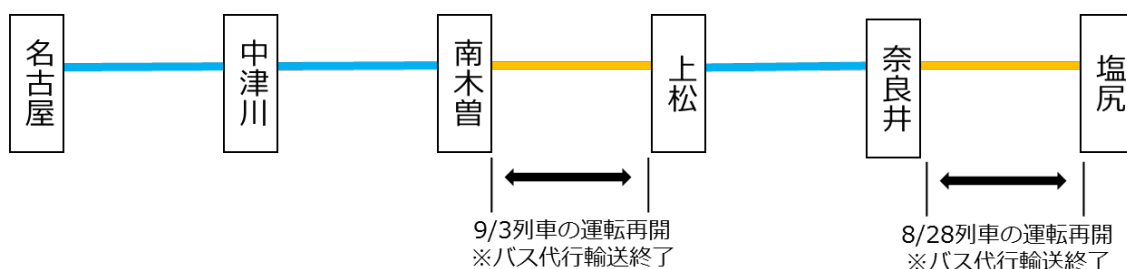 名古屋
中津川
南木曽
上松
奈良井
塩尻
9/3列車の運転再開
※バス代行輸送終了
8/28列車の運転再開
※バス代行輸送終了